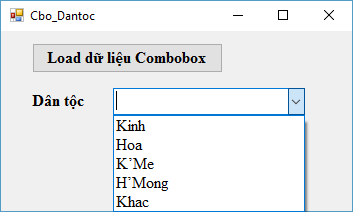 Cbo_Dantoc
Load dữ liệu Combobox
Dân tộc
Kinh
Hoa
K’Me
H’Mong
Khac